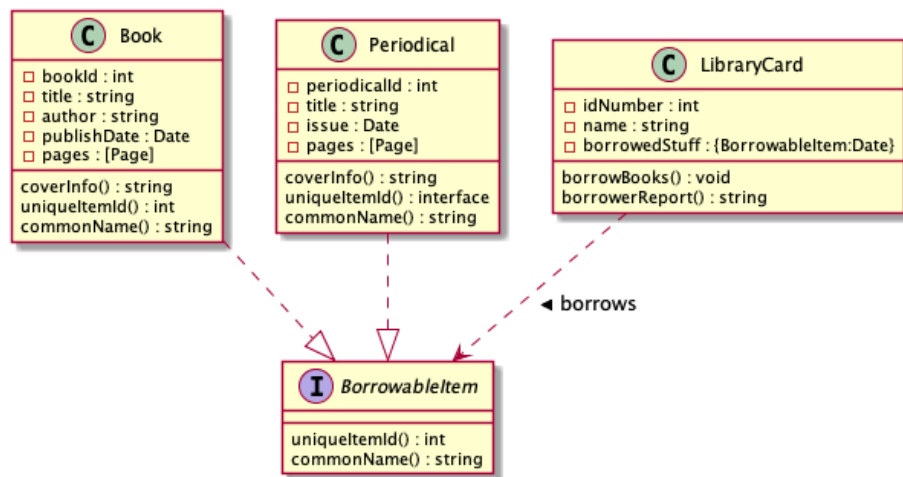 C Book
bookId : int
title : string
author : string
publishDate : Date
pages : [Page]
coverInfo() : string
uniqueItemId() : int
commonName() : string
C Periodical
periodicalId : int
title : string
issue : Date
pages : [Page]
coverInfo() : string
uniqueItemId() : interface
commonName() : string
C LibraryCard
idNumber : int
name : string
borrowedStuff : {BorrowableItem:Date}
borrowBooks() : void
borrowerReport() : string
◄ borrows
I BorrowableItem
uniqueItemId() : int
commonName() : string